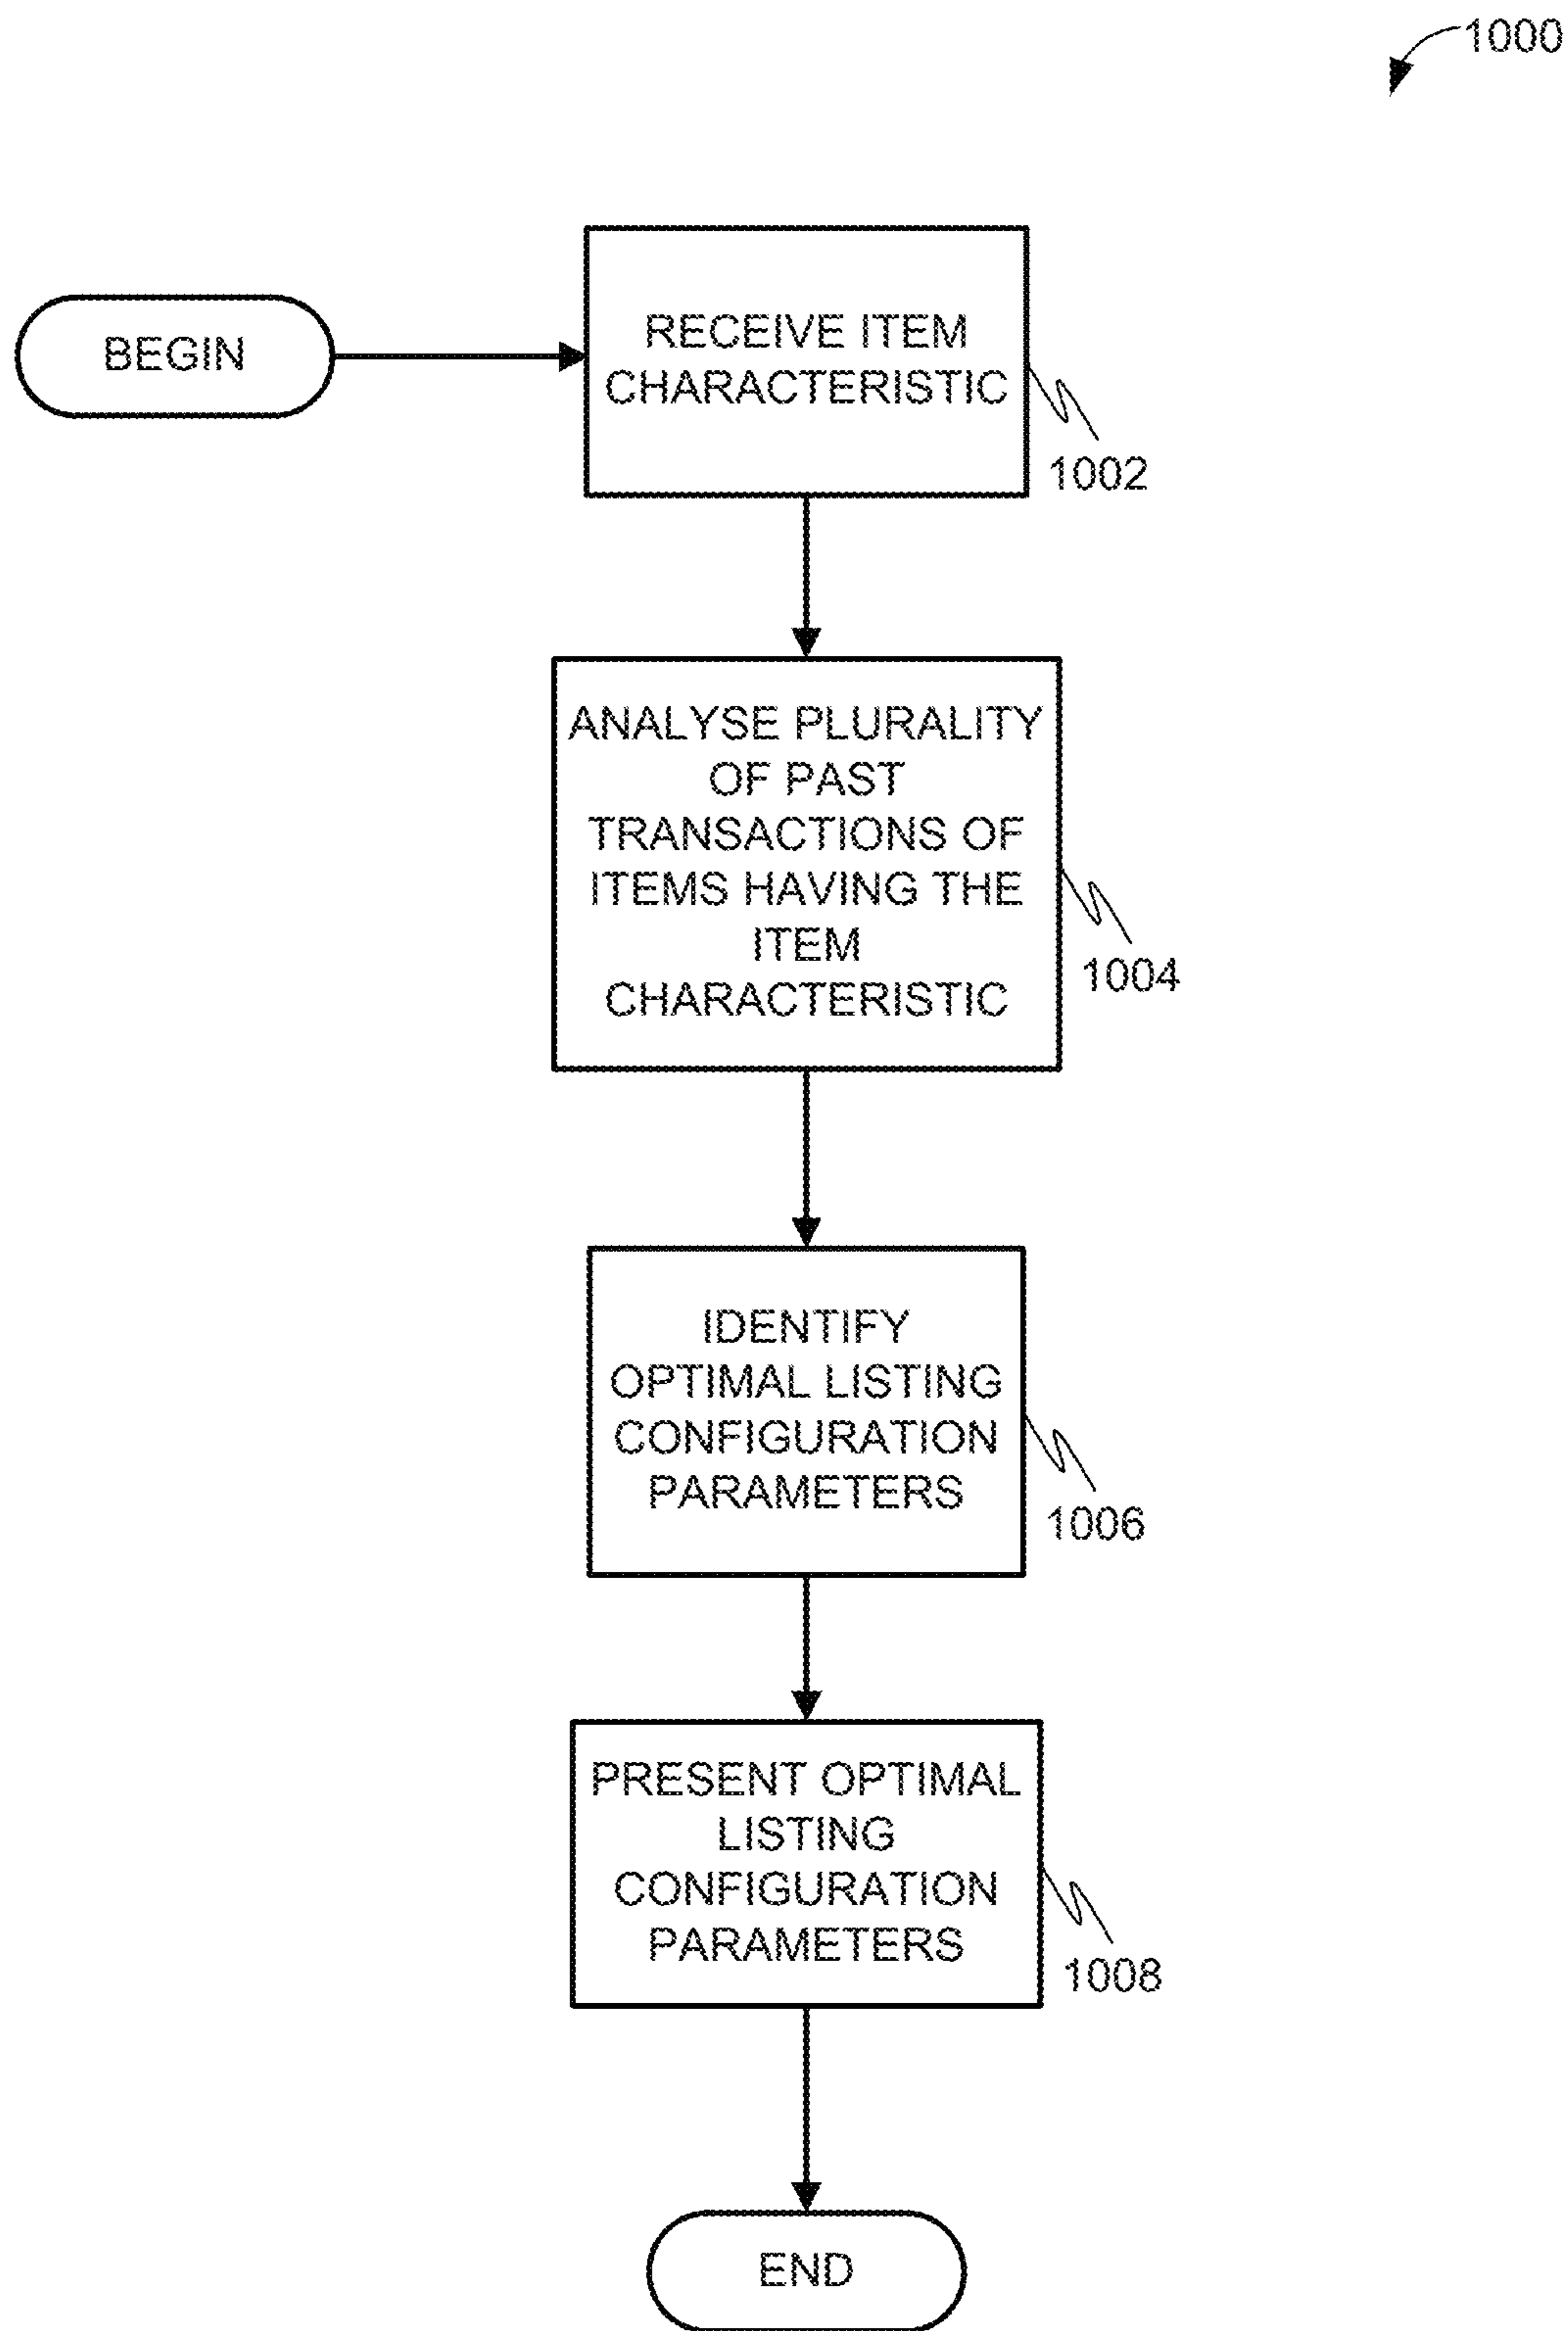 1000
BEGIN
RECEIVE ITEM
CHARACTERISTIC
1002
ANALYSE PLURALITY
OF PAST
TRANSACTIONS OF
ITEMS HAVING THE
ITEM
CHARACTERISTIC
1004
IDENTIFY
OPTIMAL LISTING
CONFIGURATION
PARAMETERS
1006
PRESENT OPTIMAL
LISTING
CONFIGURATION
PARAMETERS
1008
END